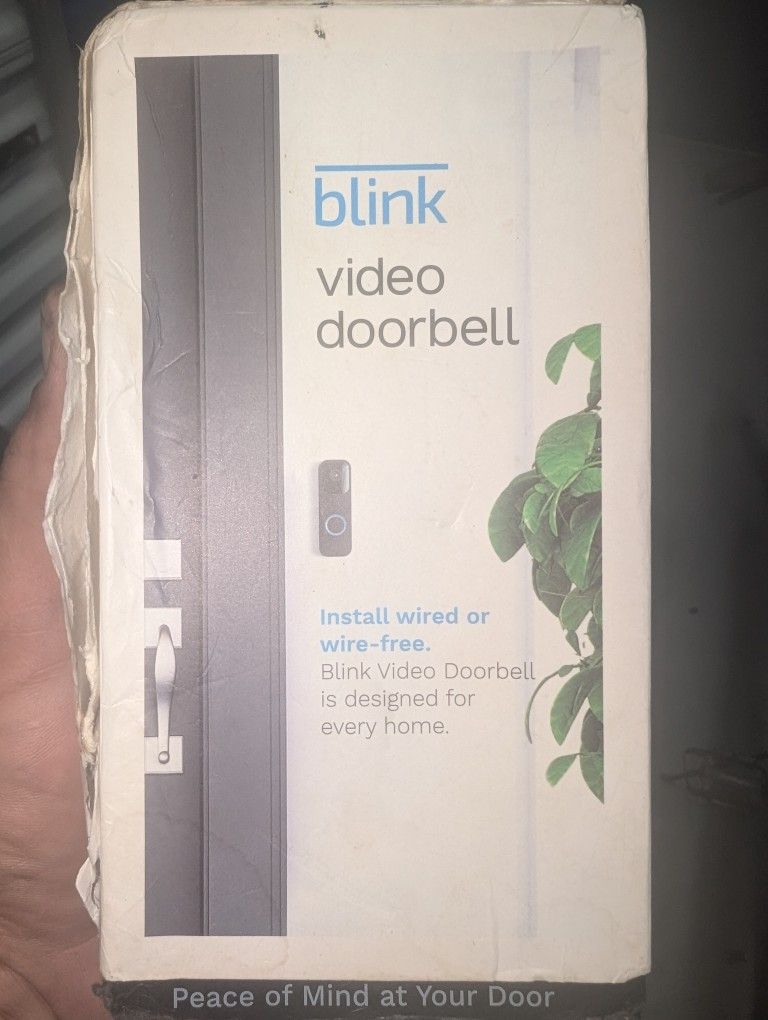 blink
video
doorbell
Install wired or
wire-free.
Blink Video Doorbell
is designed for
every home.
Peace of Mind at Your Door